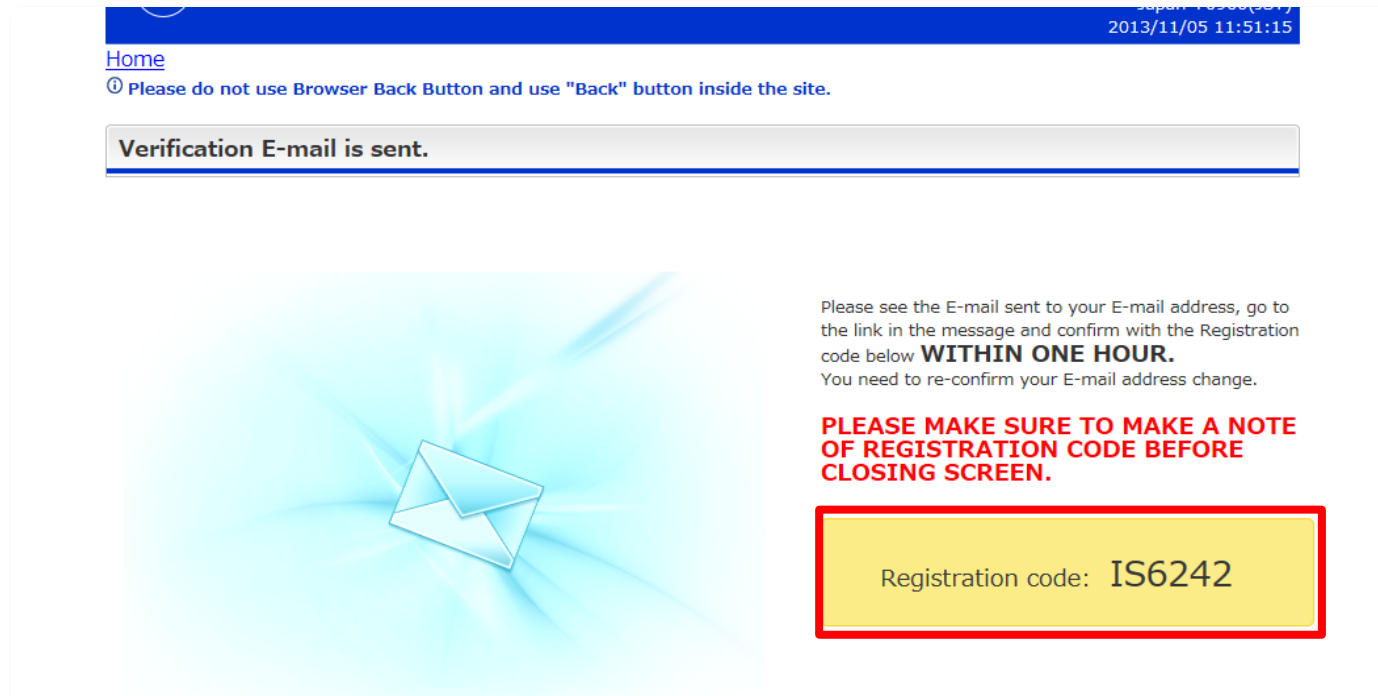 2013/11/05 11:51:15
Home
Please do not use Browser Back Button and use "Back" button inside the site.
Verification E-mail is sent.
Please see the E-mail sent to your E-mail address, go to
the link in the message and confirm with the Registration
code below WITHIN ONE HOUR.
You need to re-confirm your E-mail address change.
PLEASE MAKE SURE TO MAKE A NOTE
OF REGISTRATION CODE BEFORE
CLOSING SCREEN.
Registration code: IS6242